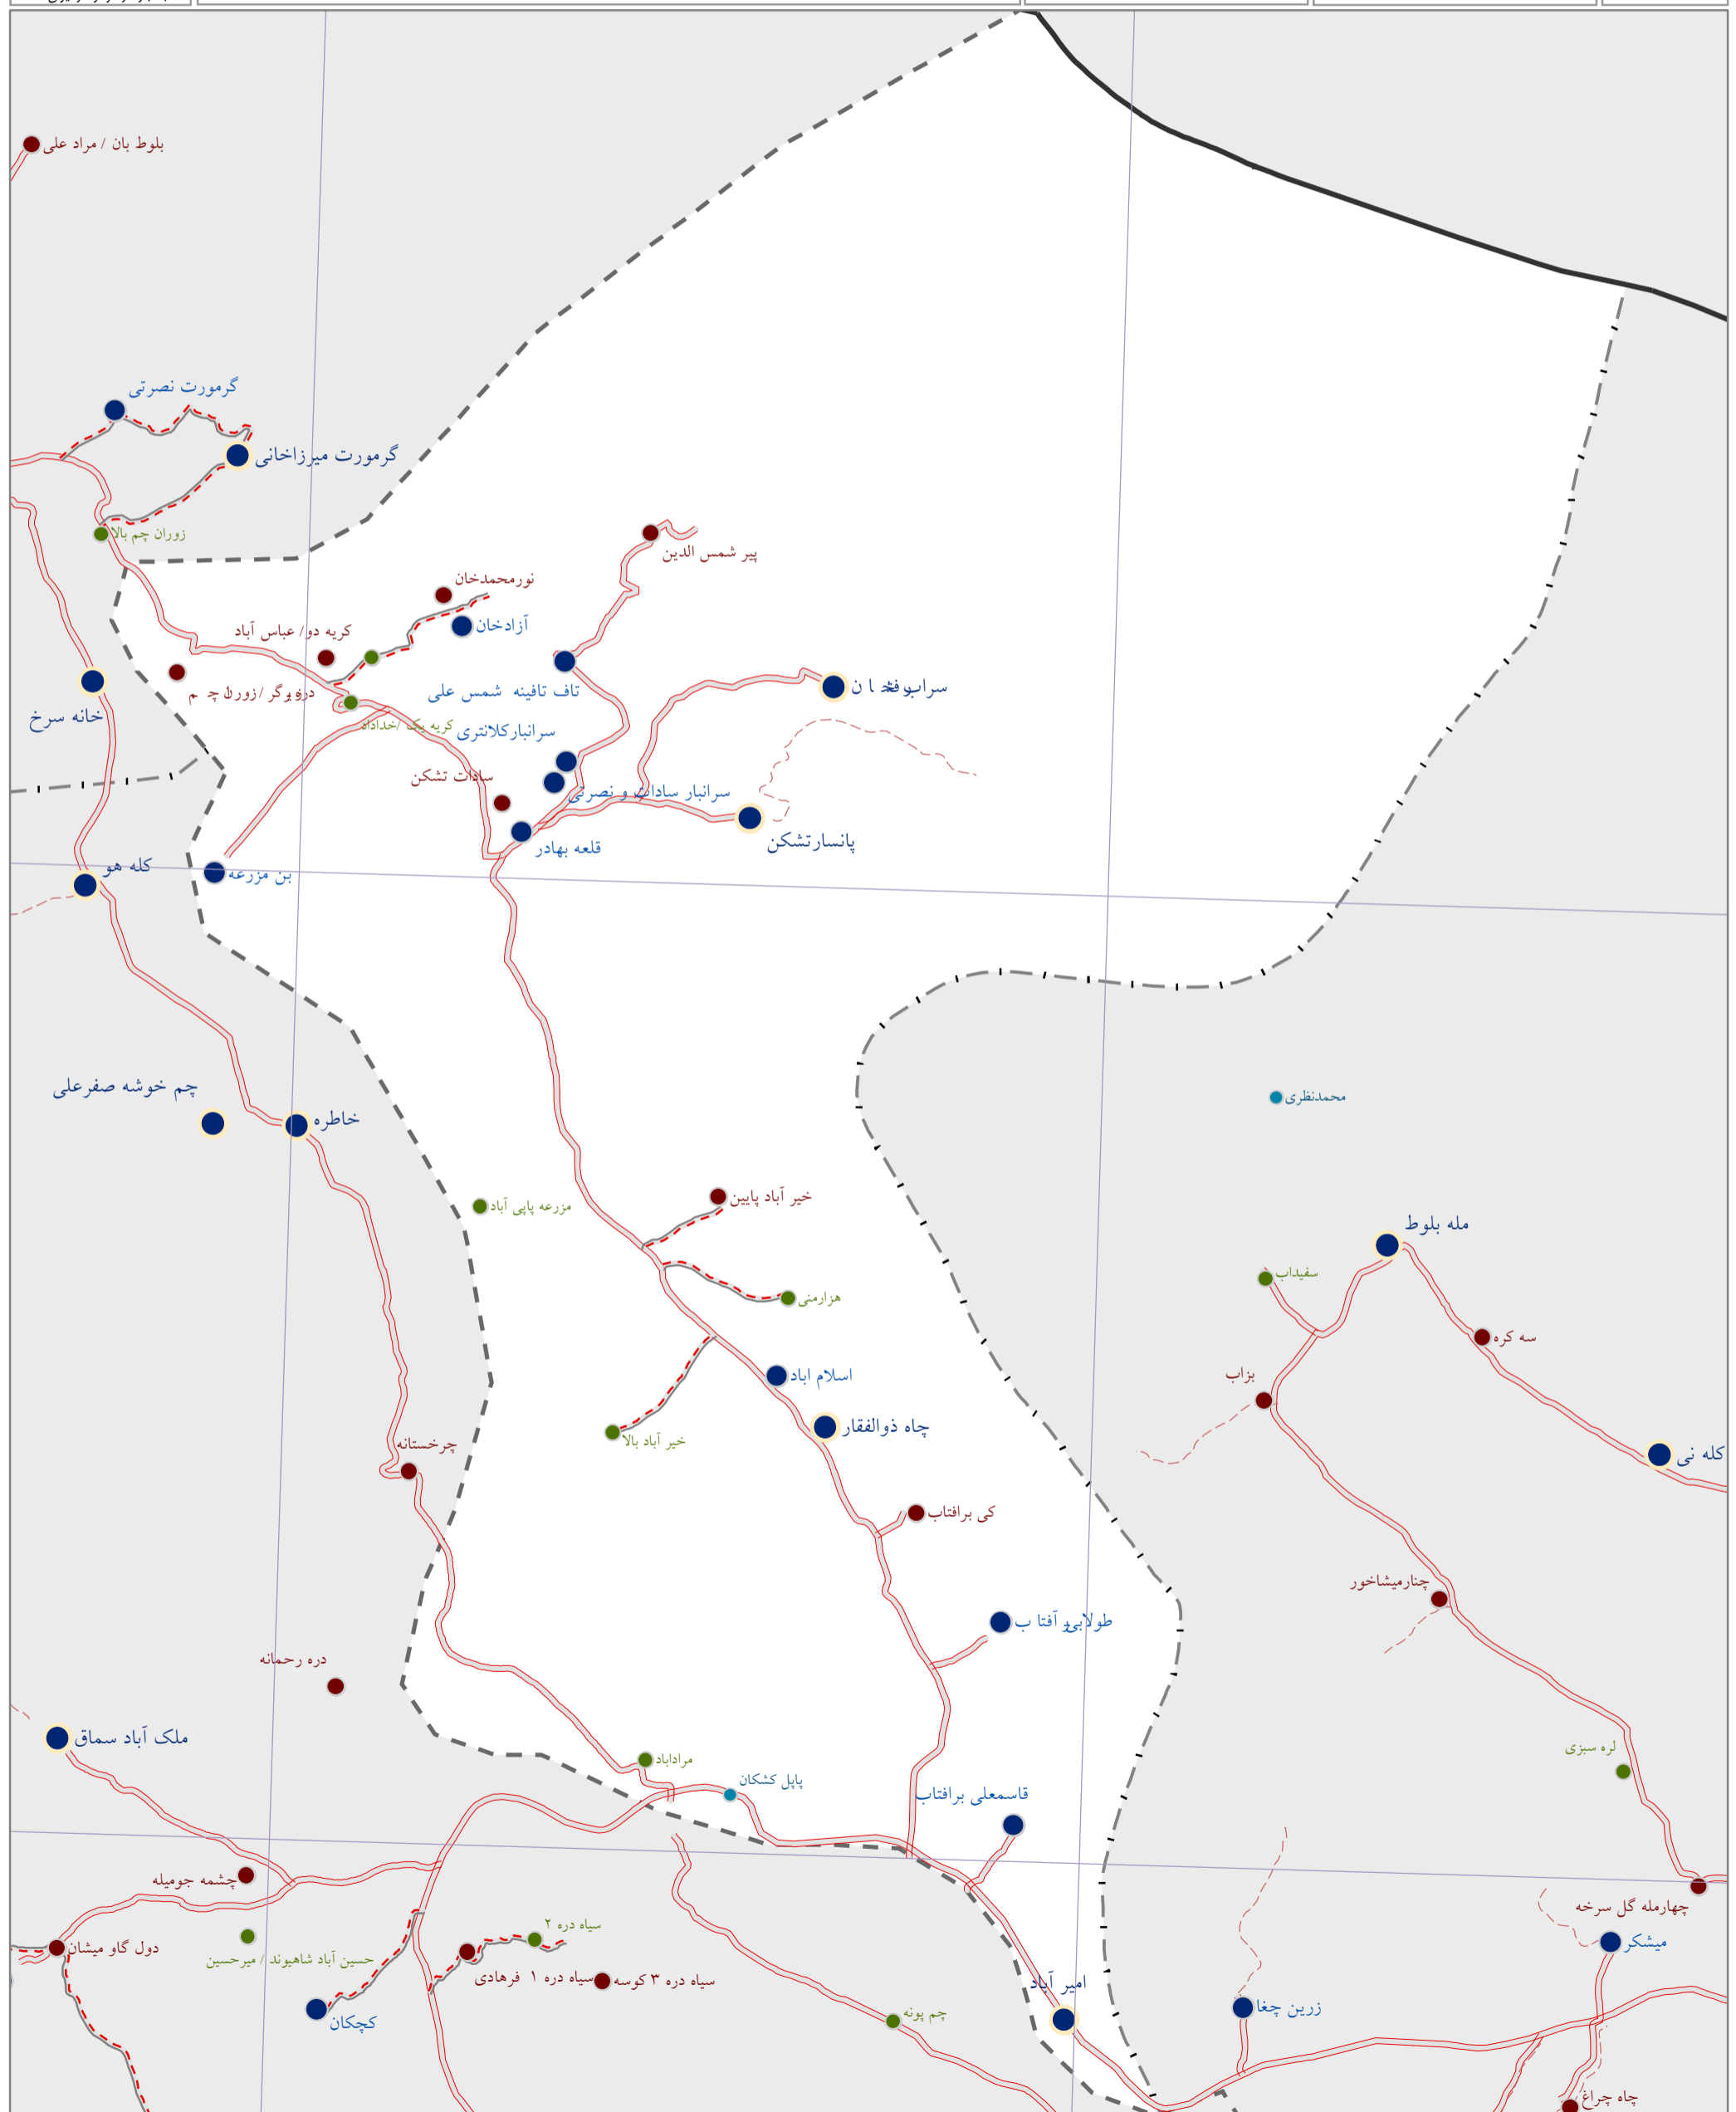 بلوط بان / مراد علی
گرمورت نصرتی
گرمورت میرزاخانی
زوران چم بالا
پیر شمس الدین
نورمحمدخان
آزادخان
کریه دو/ عباس آباد
تاف تافینه شمس علی
خانه سرخ
کریه یک /خداداد
سرانبارکلانتری
سادات تشکن
سرانبار سادات و نصرتی
پانسارتشکن
قلعه بهادر
کله هو
بن مزرعه
چم خوشه صفرعلی
خاطره
محمدنظری
خیر آباد پایین
مزرعه پاپی آباد
مله بلوط
سفیداب
هزارمنی
سه کره
اسلام اباد
بزاب
چاه ذوالفقار
خیر آباد بالا
چرخستانه
کله نی
کی برافتاب
چنارمیشاخور
دره رحمانه
ملک آباد سماق
لره سبزی
مراداباد
پاپل کشکان
قاسمعلی برافتاب
چشمه جومیله
چهارمله گل سرخه
سیاه دره ۲
میشکر
دول گاو میشان
حسین آباد شاهیوند / میرحسین
سیاه دره ۱ فرهادی
سیاه دره ۳ کوسه
امیر آباد
زرین چغا
چم پونه
کچکان
چاه چراغ